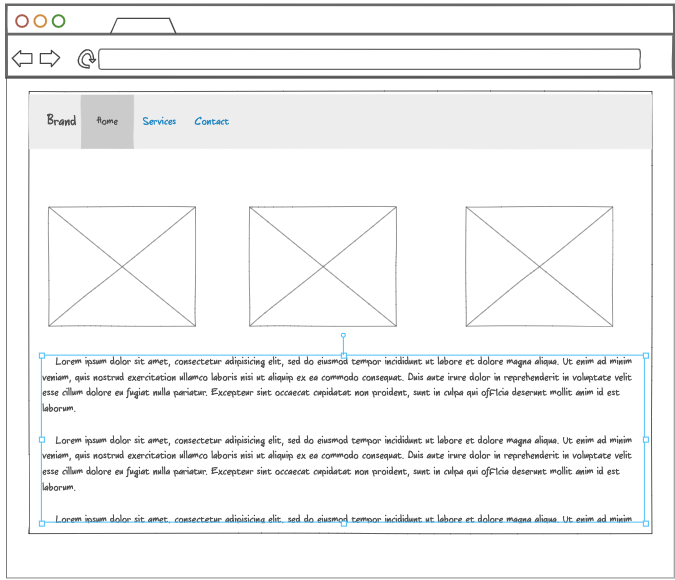 Brand Home Services Contact
Lorem ipsum dolor sit amet, consectetur adipisicing elit, sed do eiusmod tempor incididunt ut labore et dolore magna aliqua. Ut enim ad minim
veniam, quis nostrud exercitation ullamco laboris nisi ut aliquip ex ea commodo consequat. Duis aute irure dolor in reprehenderit in voluptate velit
esse cillum dolore eu fugiat nulla pariatur. Excepteur sint occaecat cupidatat non proident, sunt in culpa qui officia deserunt mollit anim id est
laborum.
Lorem ipsum dolor sit amet, consectetur adipisicing elit, sed do eiusmod tempor incididunt ut labore et dolore magna aliqua. Ut enim ad minim
veniam, quis nostrud exercitation ullamco laboris nisi ut aliquip ex ea commodo consequat. Duis aute irure dolor in reprehenderit in voluptate velit
esse cillum dolore eu fugiat nulla pariatur. Excepteur sint occaecat cupidatat non proident, sunt in culpa qui officia deserunt mollit anim id est
laborum.
Lorem ipsum dolor sit amet, consectetur adipisicing elit, sed do eiusmod tempor incididunt ut labore et dolore magna aliqua. Ut enim ad minim